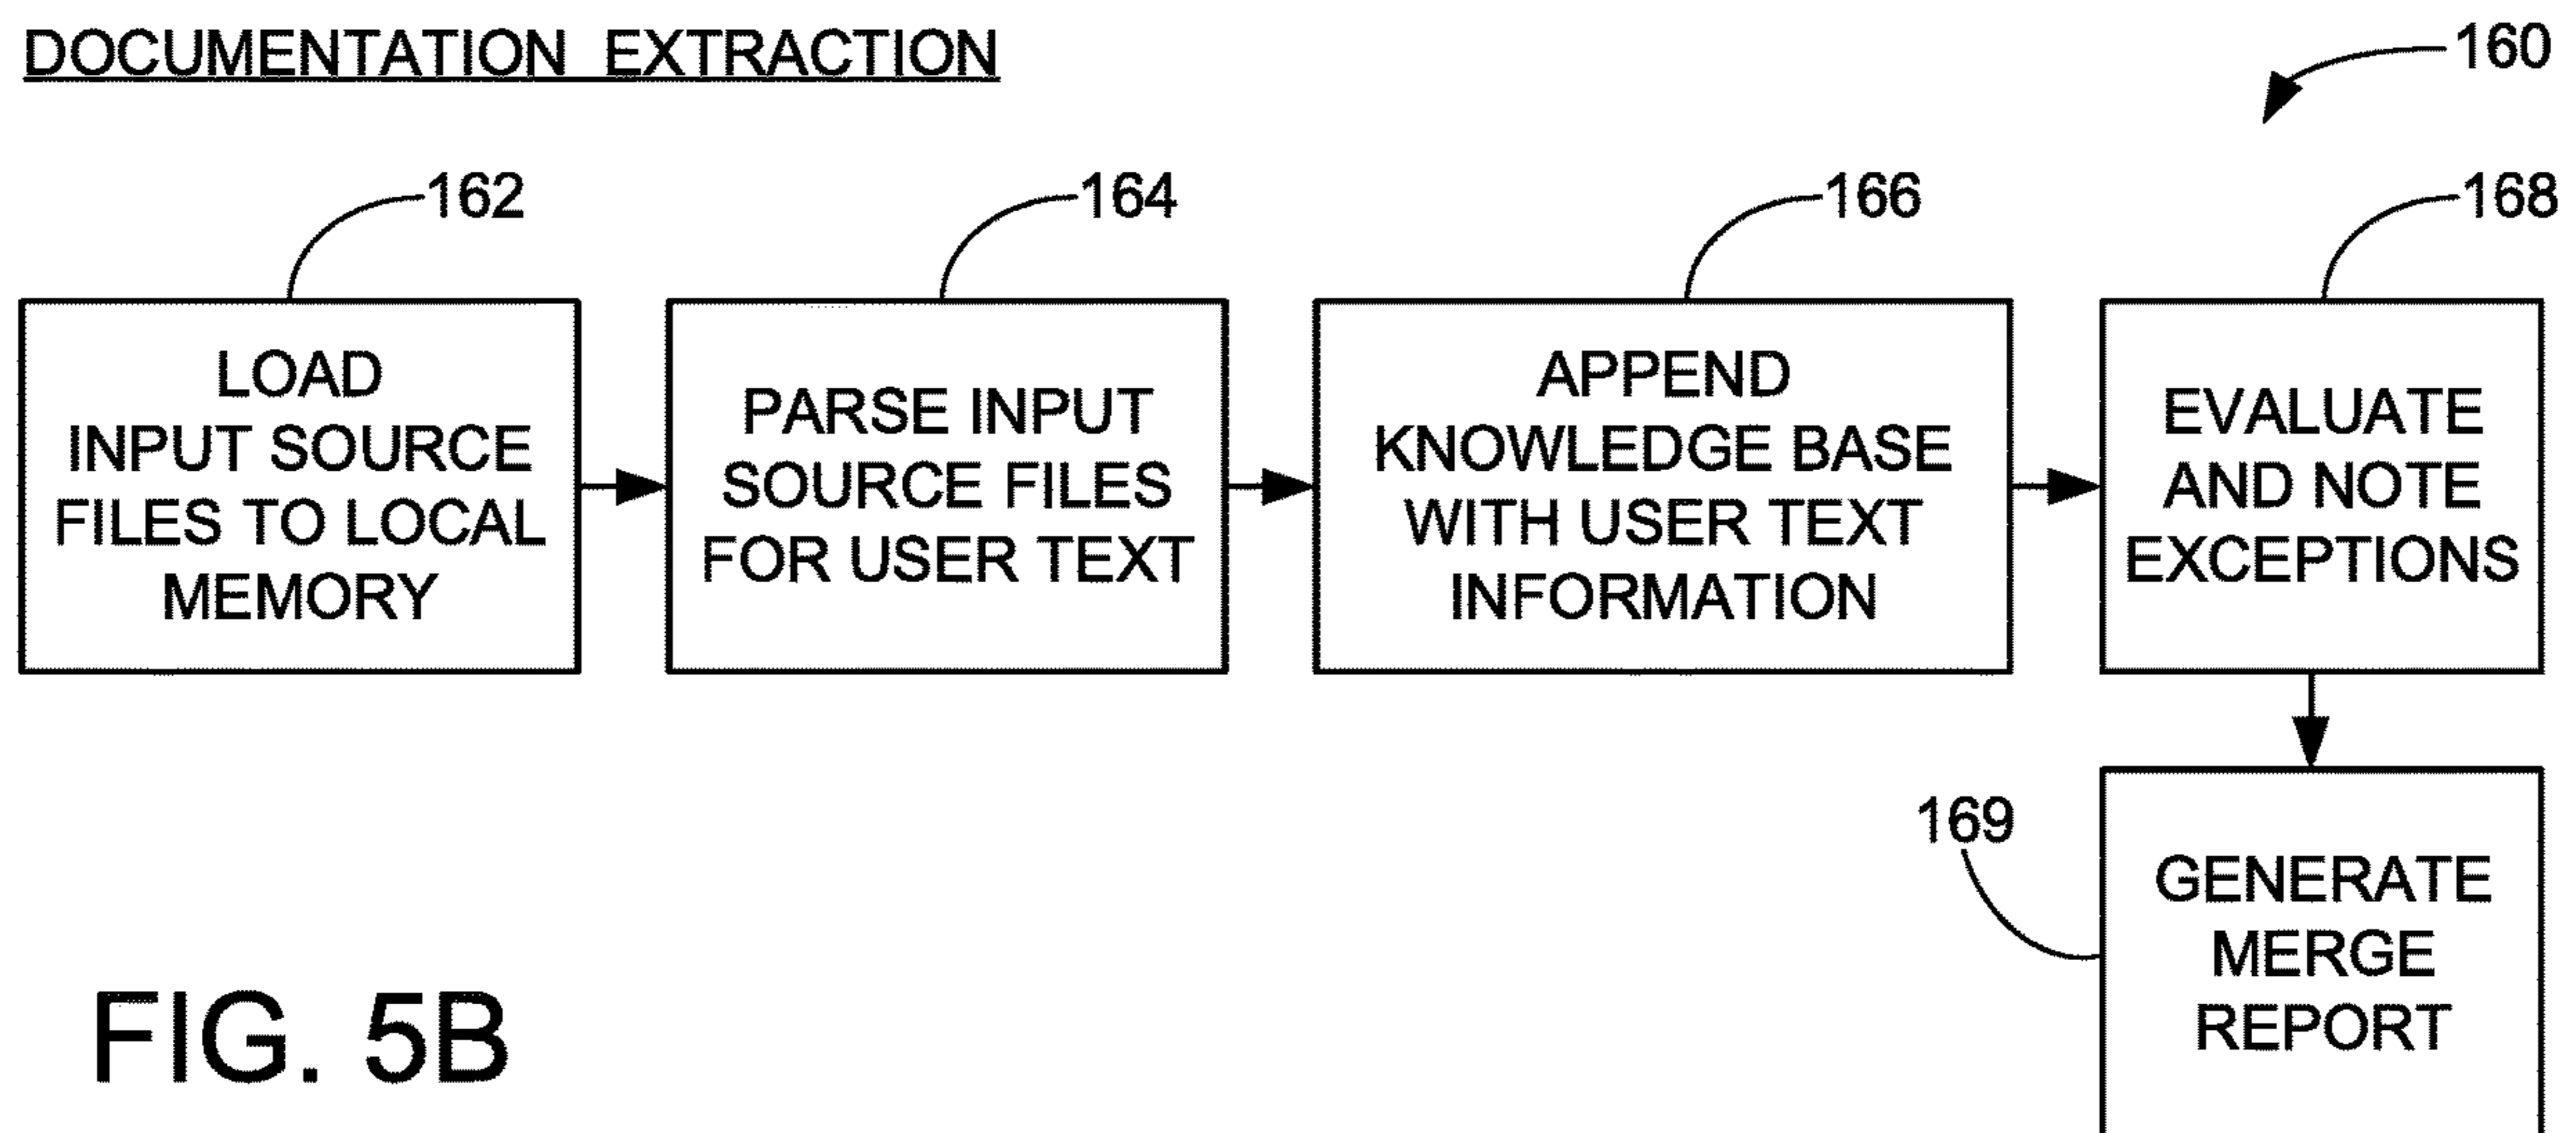 DOCUMENTATION EXTRACTION
160
162
164
166
168
LOAD
INPUT SOURCE
FILES TO LOCAL
MEMORY
PARSE INPUT
SOURCE FILES
FOR USER TEXT
APPEND
KNOWLEDGE BASE
WITH USER TEXT
INFORMATION
EVALUATE
AND NOTE
EXCEPTIONS
169
GENERATE
MERGE
REPORT
FIG. 5B